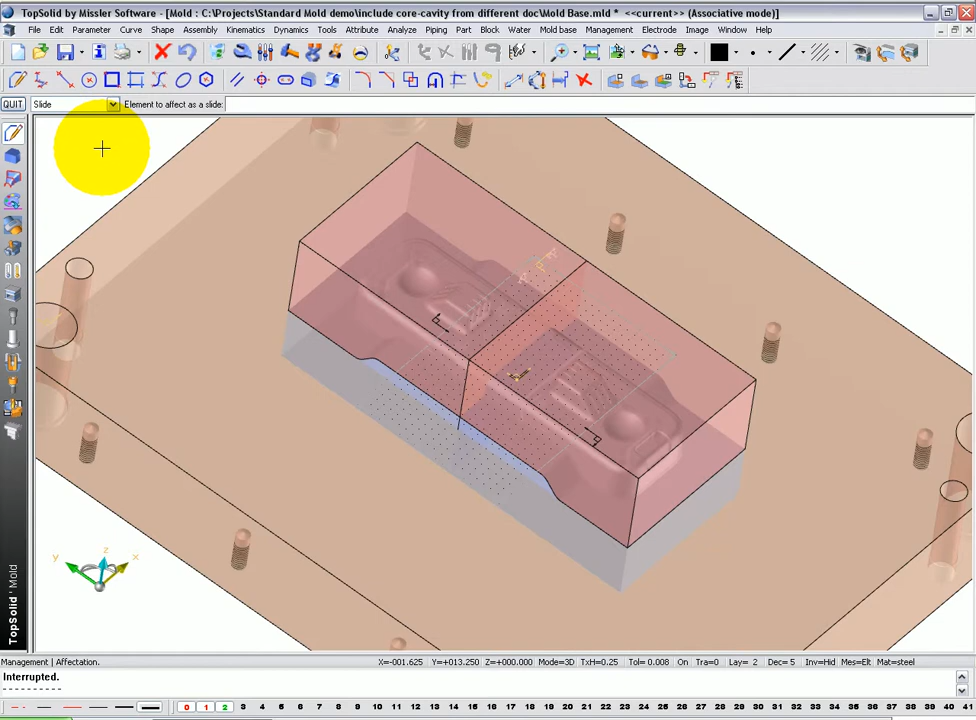 TopSolid by Missler Software - [Mold : C:\Projects\Standard Mold demo\include core-cavity from different doc\Mold Base.mld *  <<current>> (Associative mode)]
File Edit Parameter Curve Shape Assembly Kinematics Dynamics Tools Attribute Analyze Piping Part Block Water Mold base Management Electrode Image Window Help
QUIT Slide Element to affect as a slide:
y z x
TopSolid 'Mold
Management | Affectation. X=-001.625 Y=+013.250 Z=+000.000 Mode=3D TxH=0.25 Tol= 0.008 On Tra=0 Lay= 2 Dec= 5 Inv=Hid Mes=Elt Mat=steel
Interrupted.
0 1 2 3 4 5 6 7 8 9 10 11 12 13 14 15 16 17 18 19 20 21 22 23 24 25 26 27 28 29 30 31 32 33 34 35 36 37 38 39 40 41